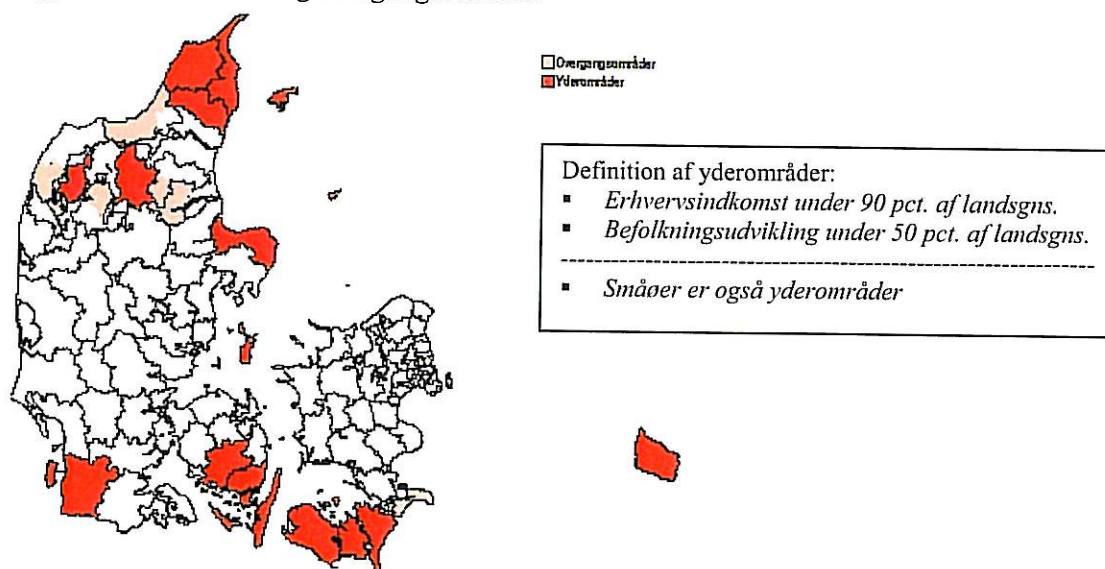 Overgangsområder
Yderområder
Definition af yderområder:
▪ Erhvervsindkomst under 90 pct. af landsgns.
▪ Befolkningsudvikling under 50 pct. af landsgns.
--------------------------------------------------------------------
▪ Småøer er også yderområder